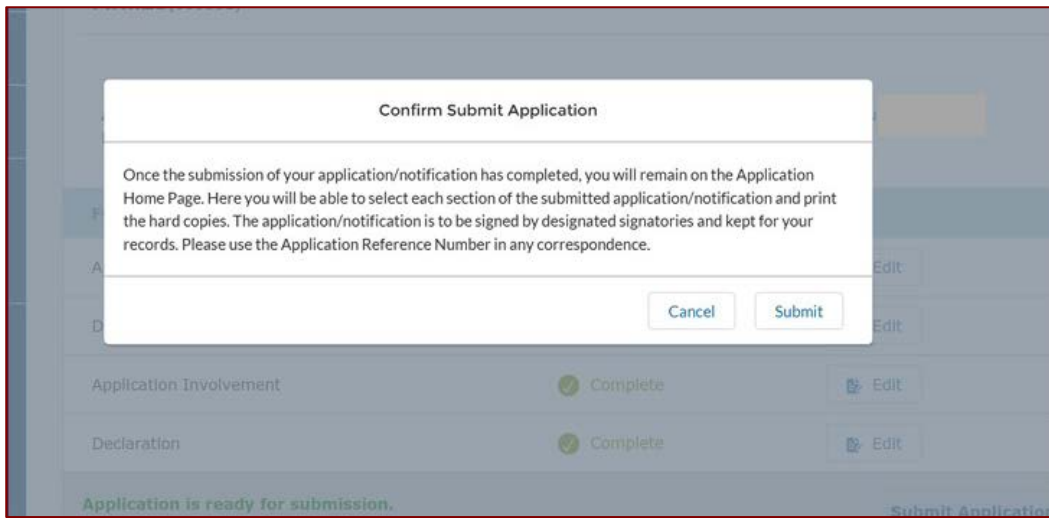 Confirm Submit Application
Once the submission of your application/notification has completed, you will remain on the Application
Home Page. Here you will be able to select each section of the submitted application/notification and print
the hard copies. The application/notification is to be signed by designated signatories and kept for your
records. Please use the Application Reference Number in any correspondence.
Edit
Cancel Submit
Edit
Application Involvement Complete Edit
Declaration Complete Edit
Application is ready for submission.
Submit Application